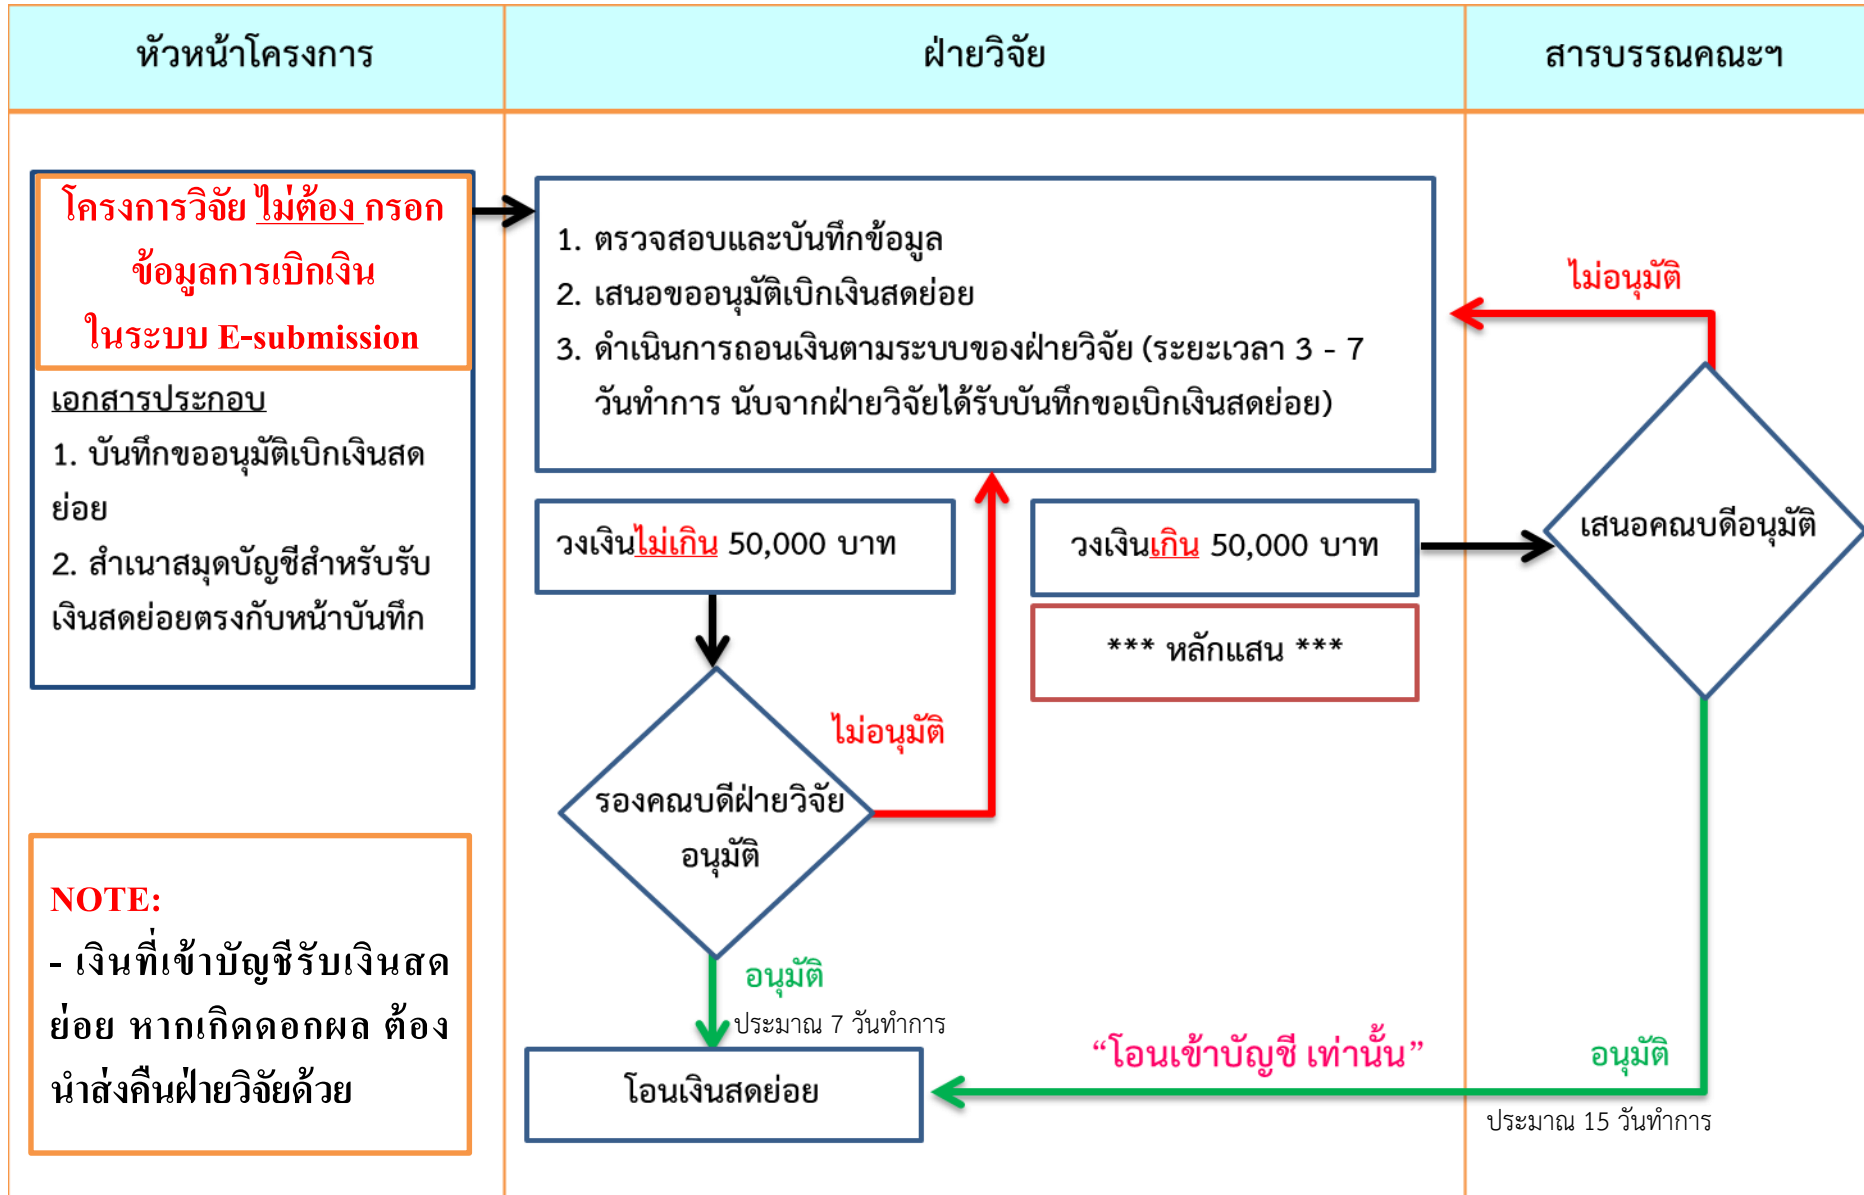 หัวหน้าโครงการ
ฝ่ายวิจัย
สารบรรณคณะฯ
โครงการวิจัย ไม่ต้อง กรอก
ข้อมูลการเบิกเงิน
ในระบบ E-submission
เอกสารประกอบ
1. บันทึกขออนุมัติเบิกเงินสด
ย่อย
2. สำเนาสมุดบัญชีสำหรับรับ
เงินสดย่อยตรงกับหน้าบันทึก
NOTE:
- เงินที่เข้าบัญชีรับเงินสด
ย่อย หากเกิดดอกผล ต้อง
นำส่งคืนฝ่ายวิจัยด้วย
1. ตรวจสอบและบันทึกข้อมูล
2. เสนอขออนุมัติเบิกเงินสดย่อย
3. ดำเนินการถอนเงินตามระบบของฝ่ายวิจัย (ระยะเวลา 3 - 7
วันทำการ นับจากฝ่ายวิจัยได้รับบันทึกขอเบิกเงินสดย่อย)
วงเงินไม่เกิน 50,000 บาท
วงเงินเกิน 50,000 บาท
*** หลักแสน ***
ไม่อนุมัติ
รองคณบดีฝ่ายวิจัย
อนุมัติ
อนุมัติ
ประมาณ 7 วันทำการ
โอนเงินสดย่อย
“โอนเข้าบัญชี เท่านั้น”
ไม่อนุมัติ
เสนอคณบดีอนุมัติ
อนุมัติ
ประมาณ 15 วันทำการ